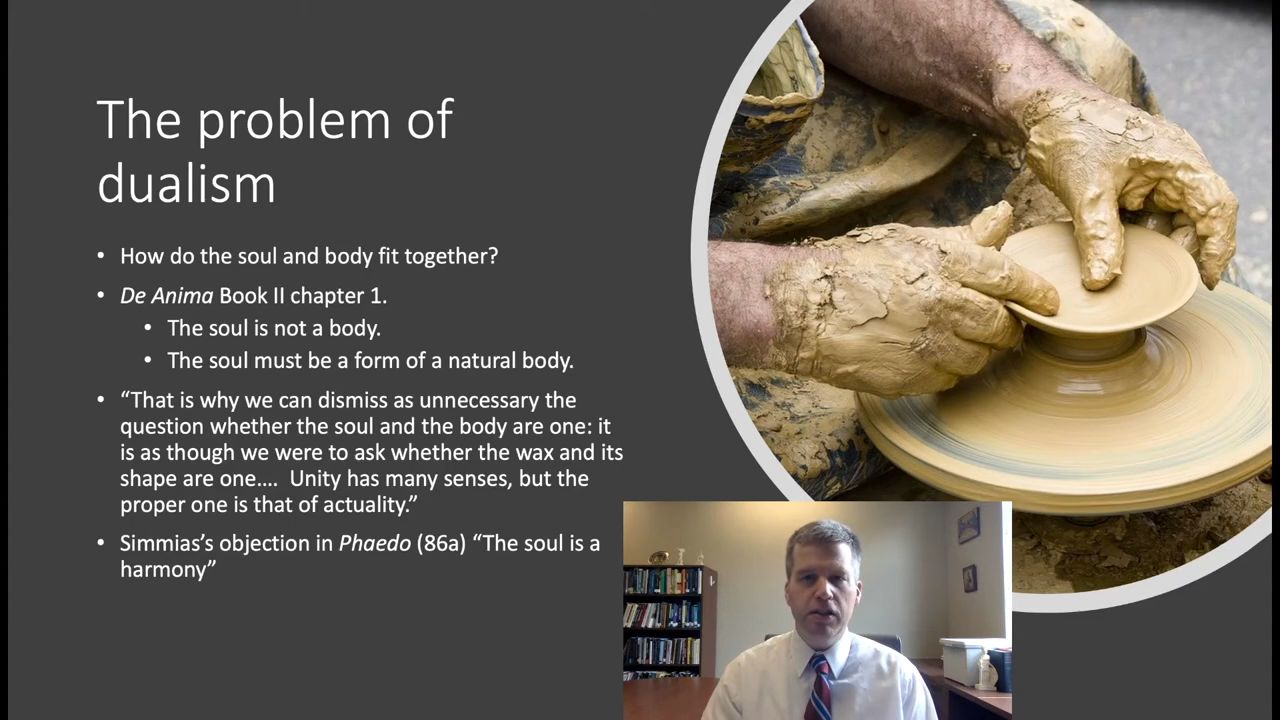 The problem of
dualism
• How do the soul and body fit together?
• De Anima Book II chapter 1.
• The soul is not a body.
• The soul must be a form of a natural body.
• “That is why we can dismiss as unnecessary the
question whether the soul and the body are one: it
is as though we were to ask whether the wax and its
shape are one.... Unity has many senses, but the
proper one is that of actuality.”
• Simmias’s objection in Phaedo (86a) “The soul is a
harmony”